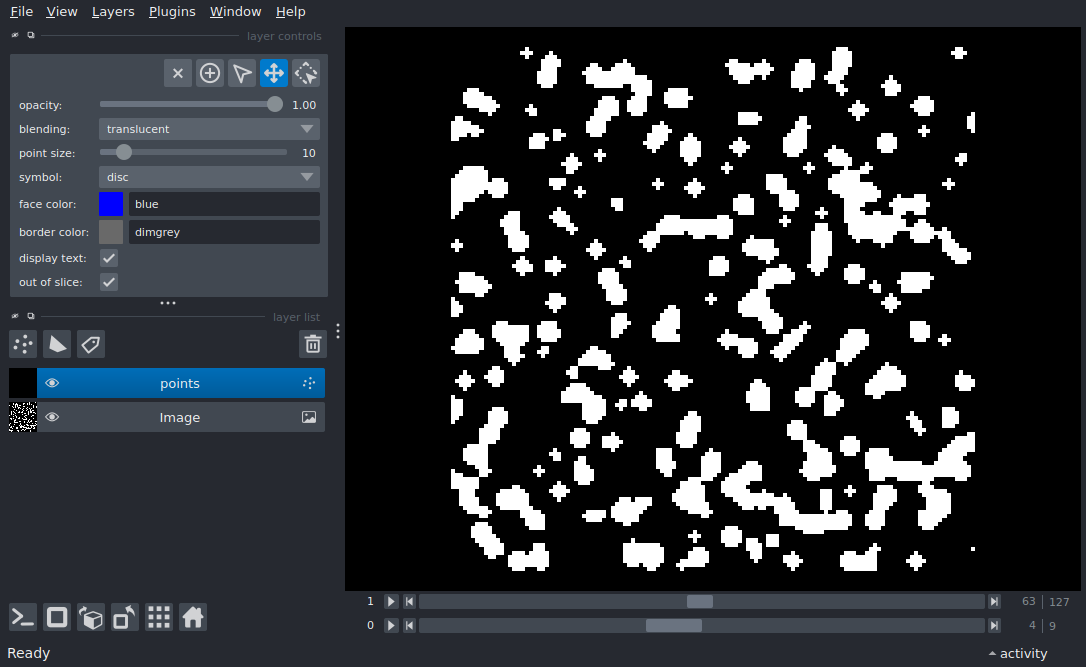 File View Layers Plugins Window Help
layer controls
opacity: 1.00
blending: translucent
point size: 10
symbol: disc
face color: blue
border color: dimgrey
display text:
out of slice:
layer list
points
Image
1 63 127
0 4 9
Ready activity